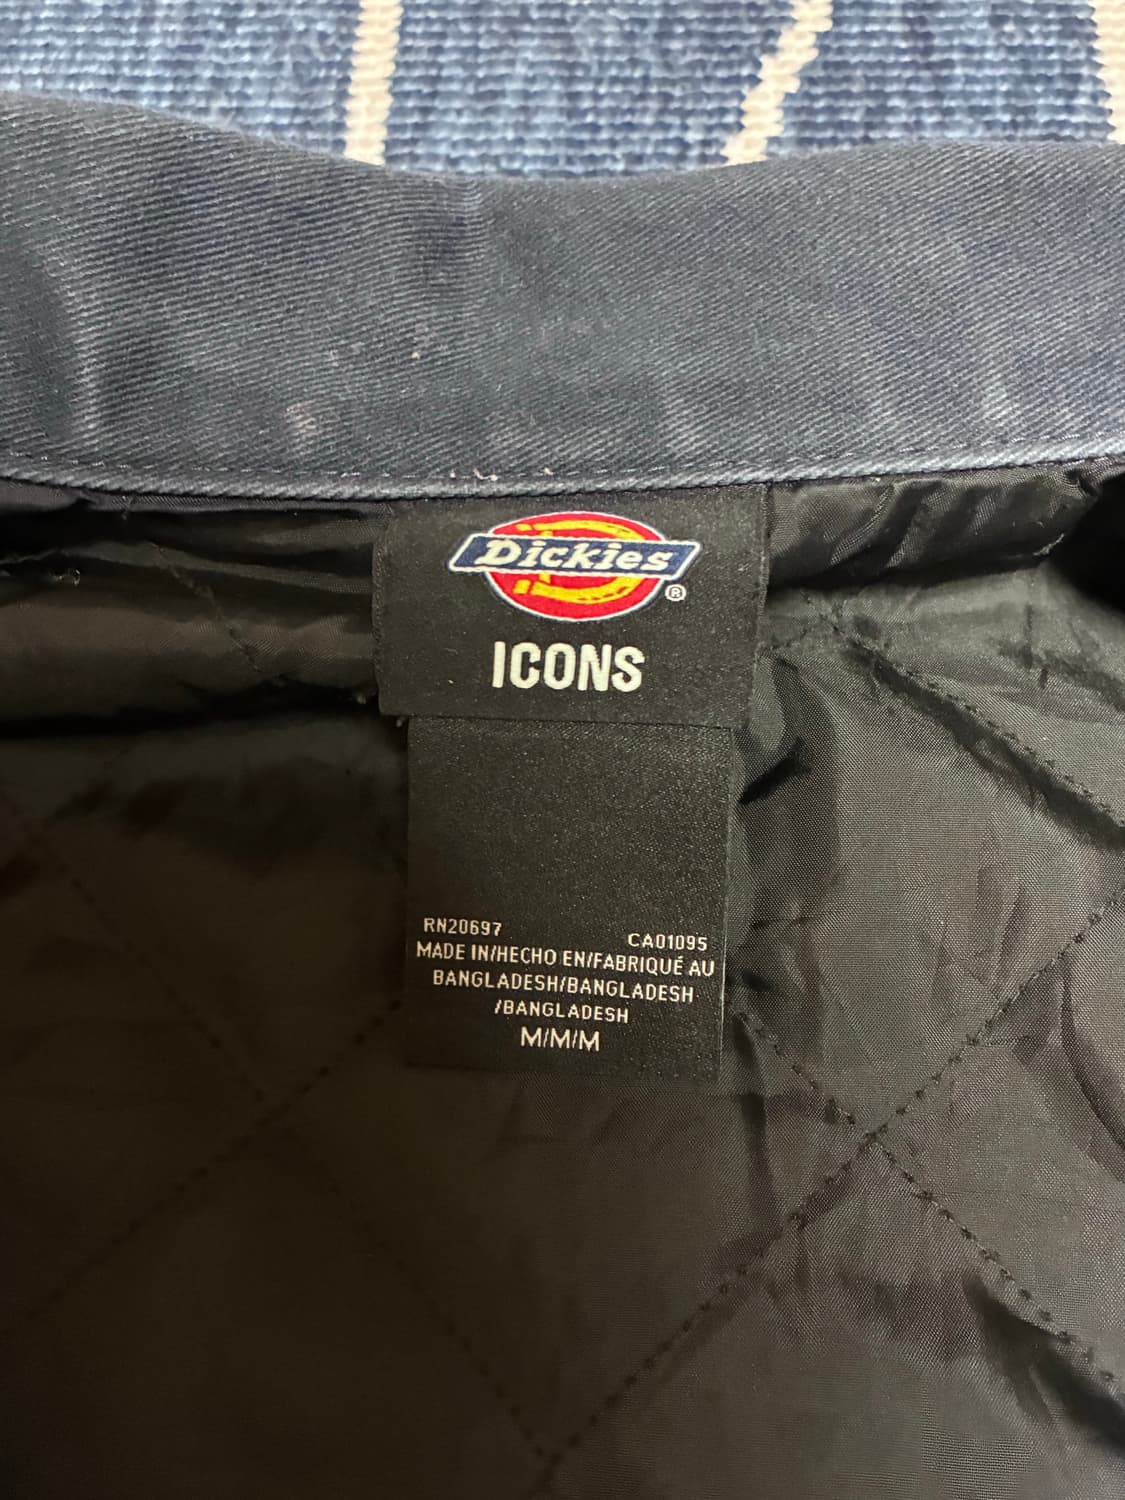 Dickies®
ICONS
RN20697
CA01095
MADE IN/HECHO EN/FABRIQUÉ AU
BANGLADESH/BANGLADESH
/BANGLADESH
M/M/M